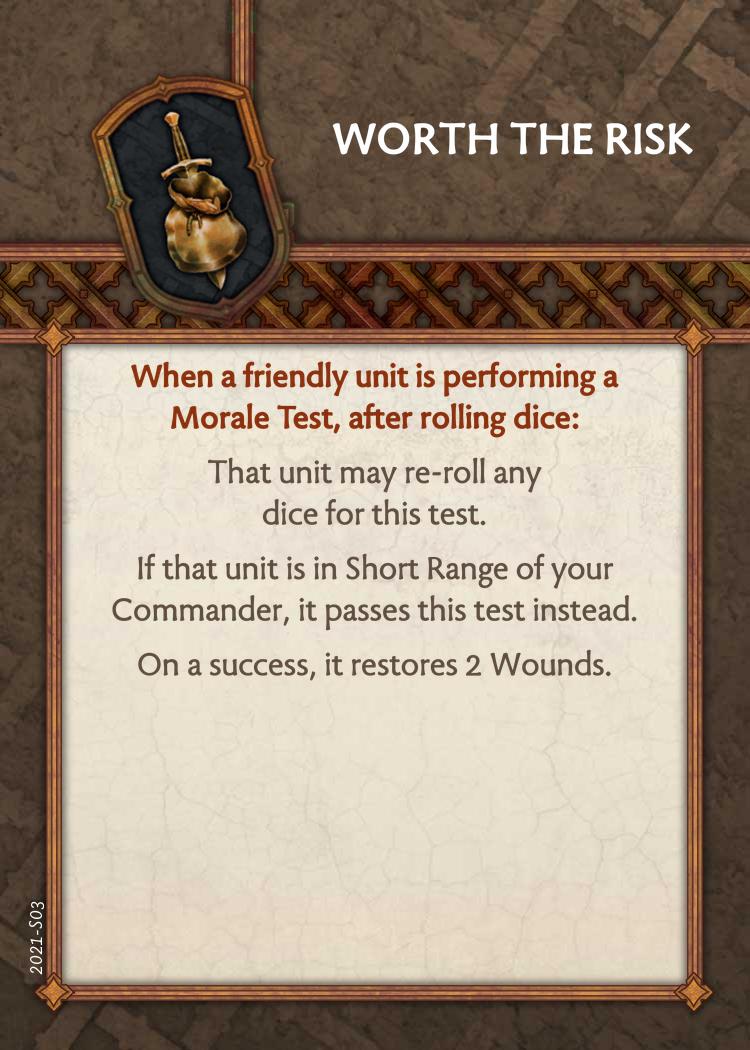 WORTH THE RISK
When a friendly unit is performing a
Morale Test, after rolling dice:
That unit may re-roll any
dice for this test.
If that unit is in Short Range of your
Commander, it passes this test instead.
On a success, it restores 2 Wounds.
2021-S03